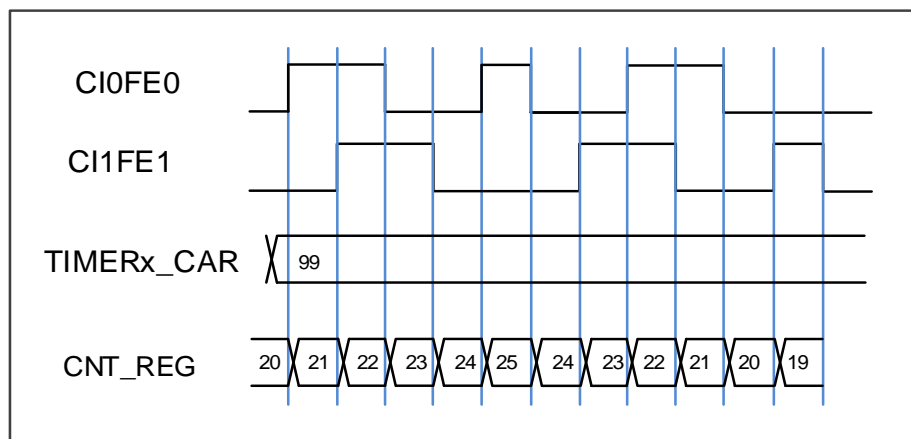 CI0FE0
CI1FE1
TIMERx_CAR 99
CNT_REG 20 21 22 23 24 25 24 23 22 21 20 19